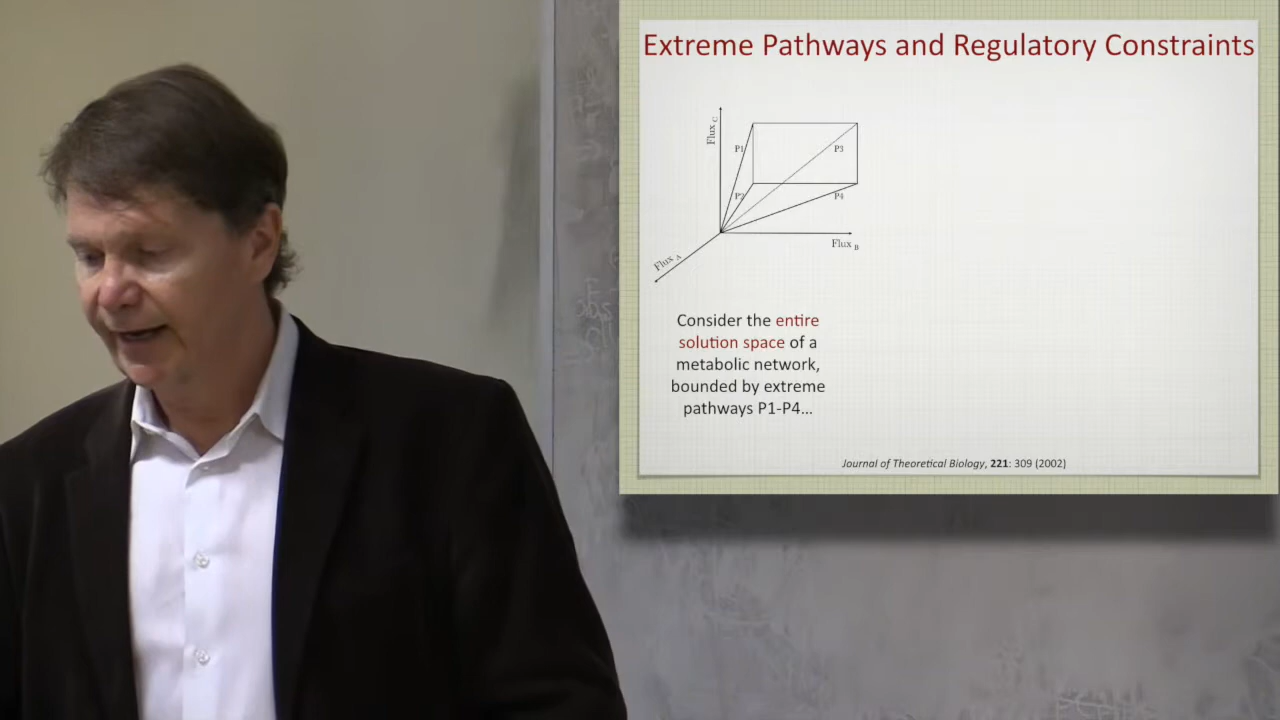 Extreme Pathways and Regulatory Constraints
Flux C
P1
P3
P2
P4
Flux B
Flux A
Consider the entire
solution space of a
metabolic network,
bounded by extreme
pathways P1-P4...
Journal of Theoretical Biology, 221: 309 (2002)